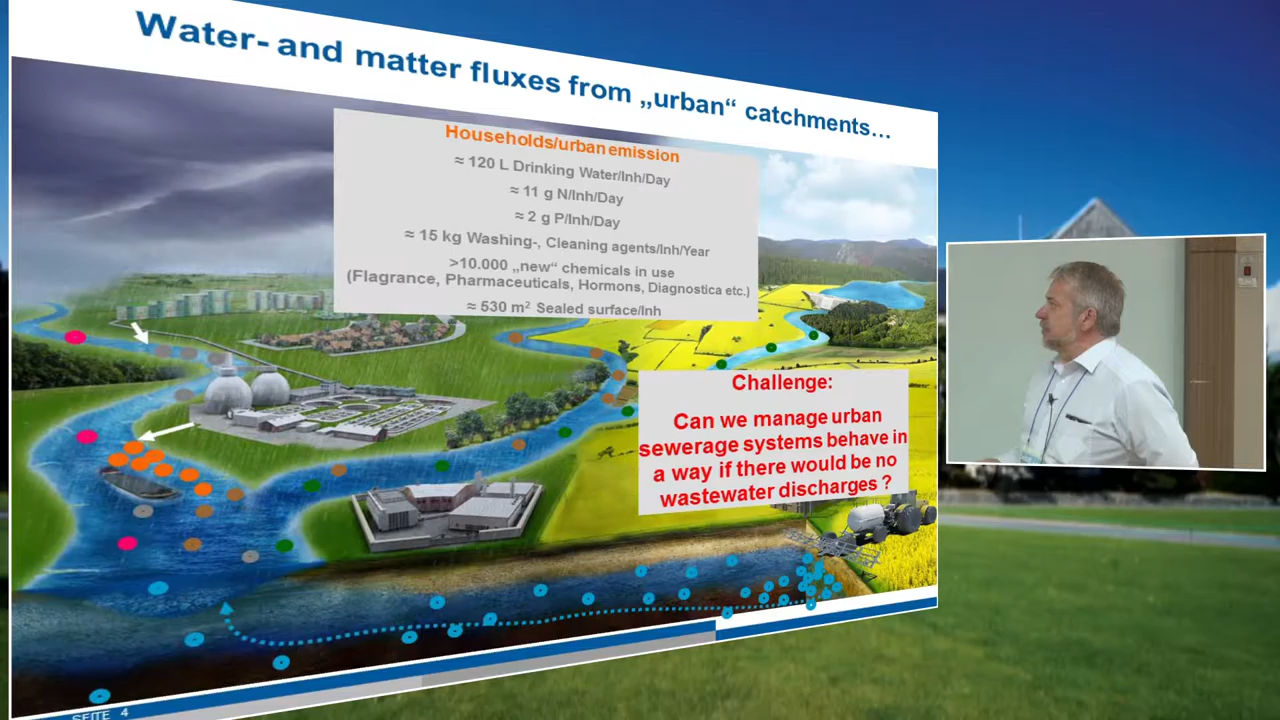 Water- and matter fluxes from „urban“ catchments…
Households/urban emission
≈ 120 L Drinking Water/Inh/Day
≈ 11 g N/Inh/Day
≈ 2 g P/Inh/Day
≈ 15 kg Washing-, Cleaning agents/Inh/Year
>10.000 „new“ chemicals in use
(Flagrance, Pharmaceuticals, Hormons, Diagnostica etc.)
≈ 530 m² Sealed surface/Inh
Challenge:
Can we manage urban
sewerage systems behave in
a way if there would be no
wastewater discharges ?
SEITE 4